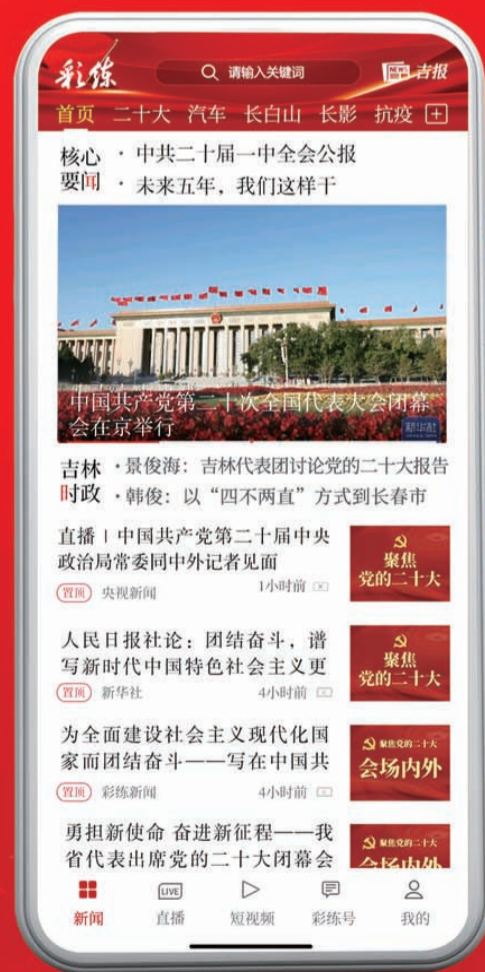 彩练
请输入关键词
吉报
首页 二十大 汽车 长白山 长影 抗疫
核心
要闻
· 中共二十届一中全会公报
· 未来五年，我们这样干
中国共产党第二十次全国代表大会闭幕
会在京举行
新华社
吉林
时政
·景俊海：吉林代表团讨论党的二十大报告
·韩俊：以“四不两直”方式到长春市
直播 | 中国共产党第二十届中央
政治局常委同中外记者见面
置顶 央视新闻 1小时前
聚焦
党的二十大
人民日报社论：团结奋斗，谱
写新时代中国特色社会主义更
置顶 新华社 4小时前
聚焦
党的二十大
为全面建设社会主义现代化国
家而团结奋斗——写在中国共
置顶 彩练新闻 4小时前
聚焦党的二十大
会场内外
勇担新使命 奋进新征程——我
省代表出席党的二十大闭幕会
聚焦党的二十大
会场内外
LIVE
新闻 直播 短视频 彩练号 我的